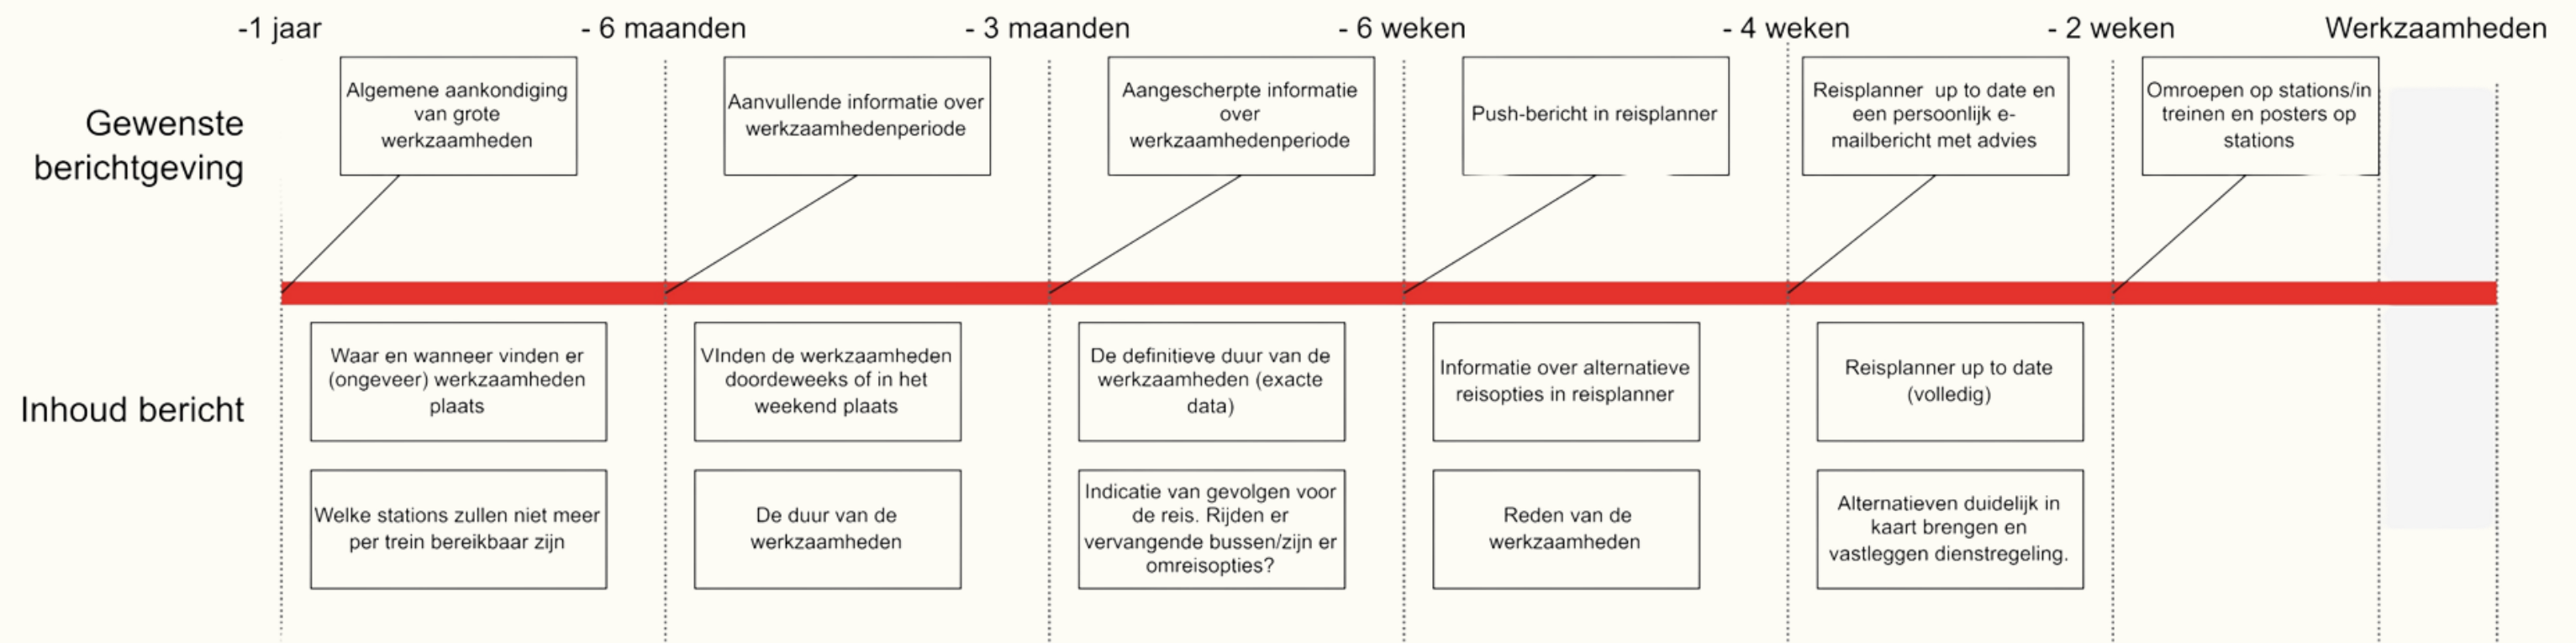 -1 jaar
- 6 maanden
- 3 maanden
- 6 weken
- 4 weken
- 2 weken
Werkzaamheden
Gewenste
berichtgeving
Algemene aankondiging
van grote
werkzaamheden
Aanvullende informatie over
werkzaamhedenperiode
Aangescherpte informatie
over
werkzaamhedenperiode
Push-bericht in reisplanner
Reisplanner  up to date en
een persoonlijk e-
mailbericht met advies
Omroepen op stations/in
treinen en posters op
stations
Inhoud bericht
Waar en wanneer vinden er
(ongeveer) werkzaamheden
plaats
VInden de werkzaamheden
doordeweeks of in het
weekend plaats
De definitieve duur van de
werkzaamheden (exacte
data)
Informatie over alternatieve
reisopties in reisplanner
Reisplanner up to date
(volledig)
Welke stations zullen niet meer
per trein bereikbaar zijn
De duur van de
werkzaamheden
Indicatie van gevolgen voor
de reis. Rijden er
vervangende bussen/zijn er
omreisopties?
Reden van de
werkzaamheden
Alternatieven duidelijk in
kaart brengen en
vastleggen dienstregeling.